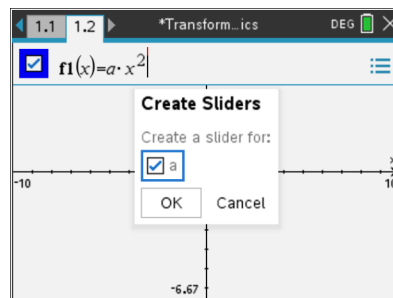 1.1 1.2 *Transform...ics DEG
f1(x)=a·x²
Create Sliders
Create a slider for:
a
OK Cancel
x
-10 10
-6.67